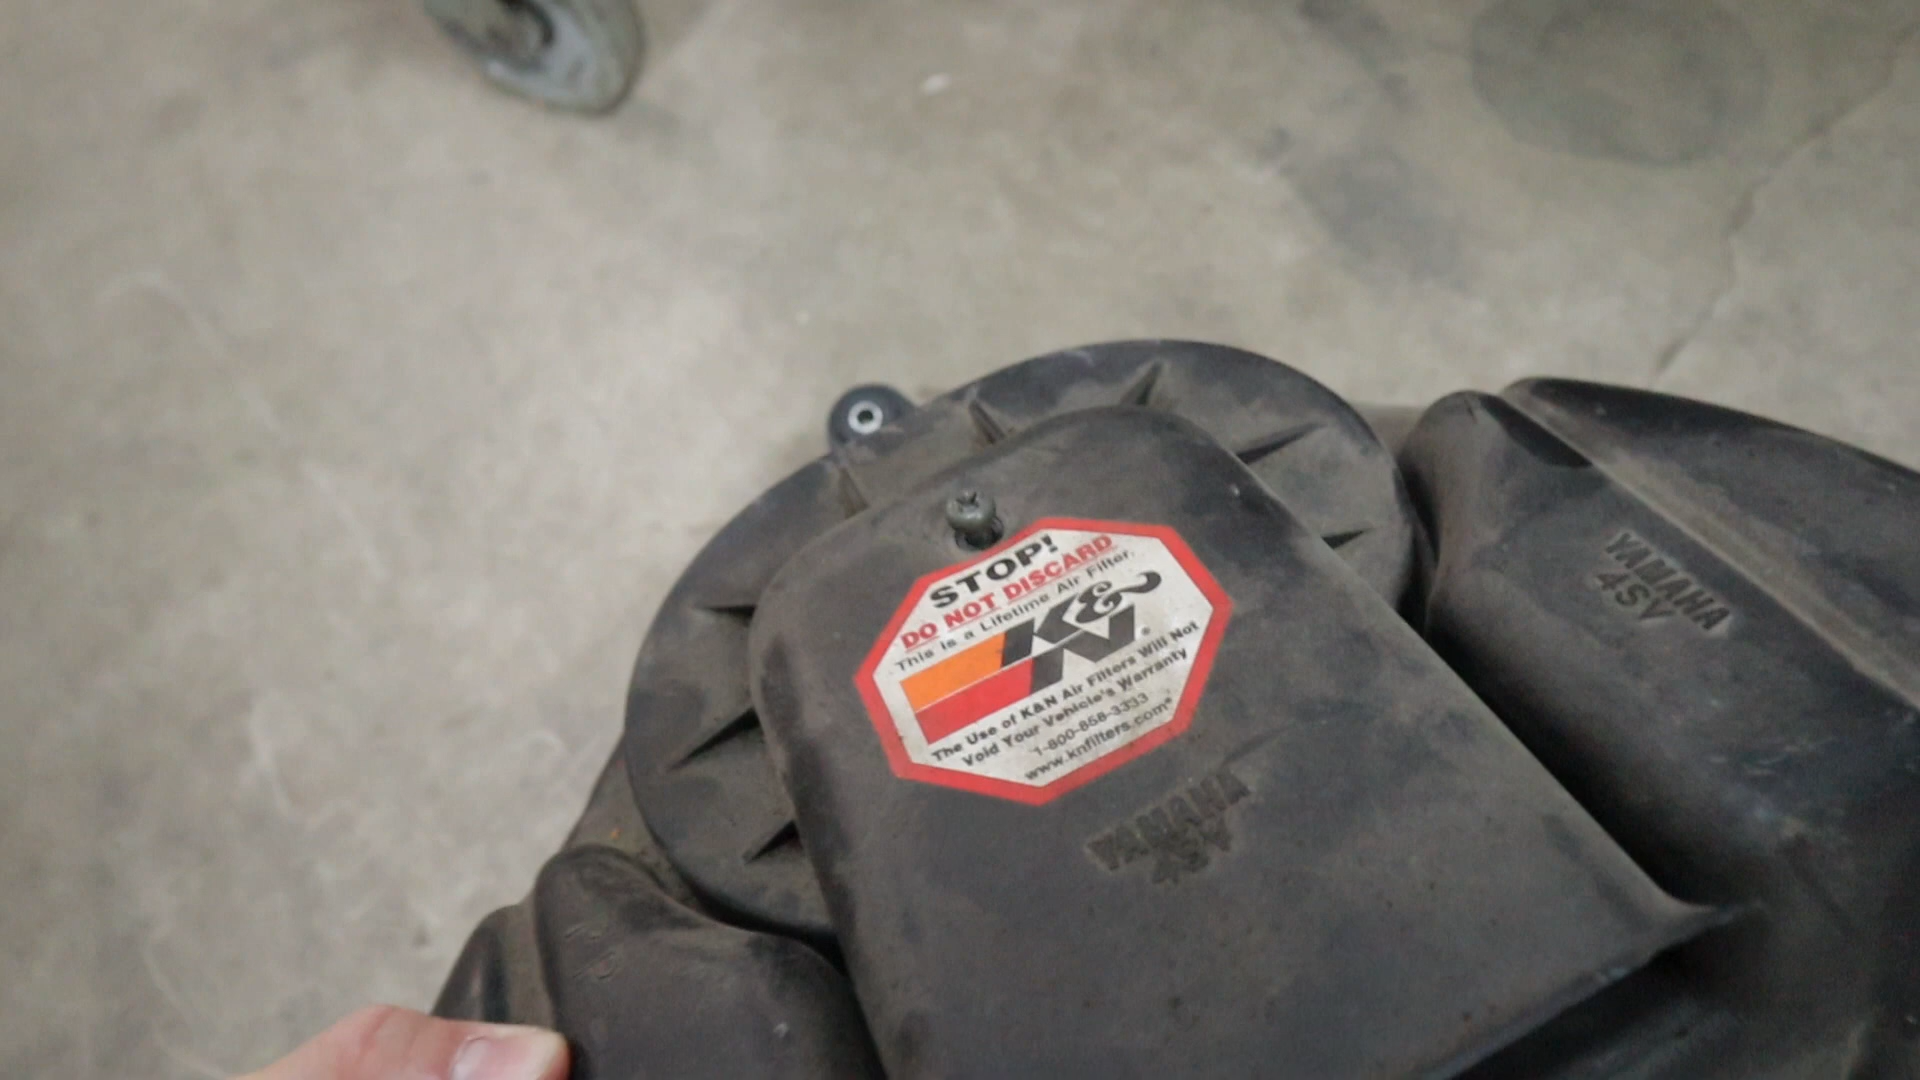 STOP!
DO NOT DISCARD
This is a Lifetime Air Filter.
K&N®
The Use of K&N Air Filters Will Not
Void Your Vehicle's Warranty
1-800-858-3333
www.knfilters.com®
YAMAHA
4SV
YAMAHA
4SV